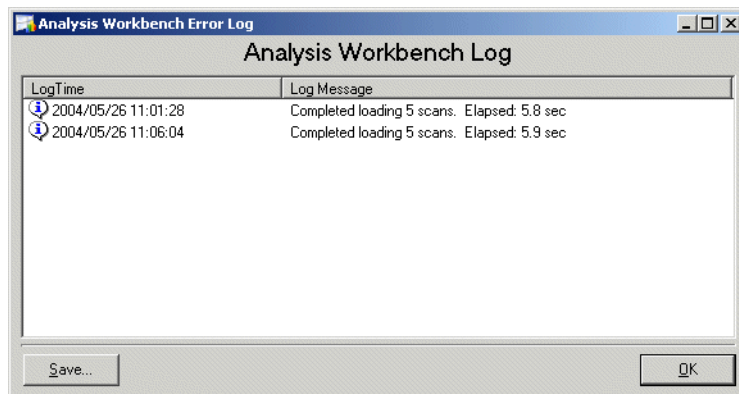 Analysis Workbench Error Log
Analysis Workbench Log
LogTime Log Message
2004/05/26 11:01:28 Completed loading 5 scans. Elapsed: 5.8 sec
2004/05/26 11:06:04 Completed loading 5 scans. Elapsed: 5.9 sec
Save... OK